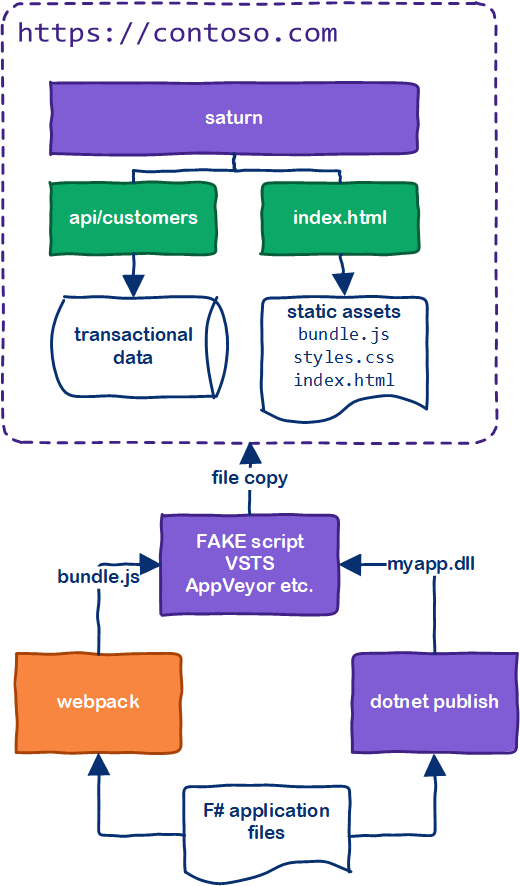 https://contoso.com
saturn
api/customers
index.html
transactional
data
static assets
bundle.js
styles.css
index.html
file copy
FAKE script
VSTS
AppVeyor etc.
bundle.js
myapp.dll
webpack
dotnet publish
F# application
files